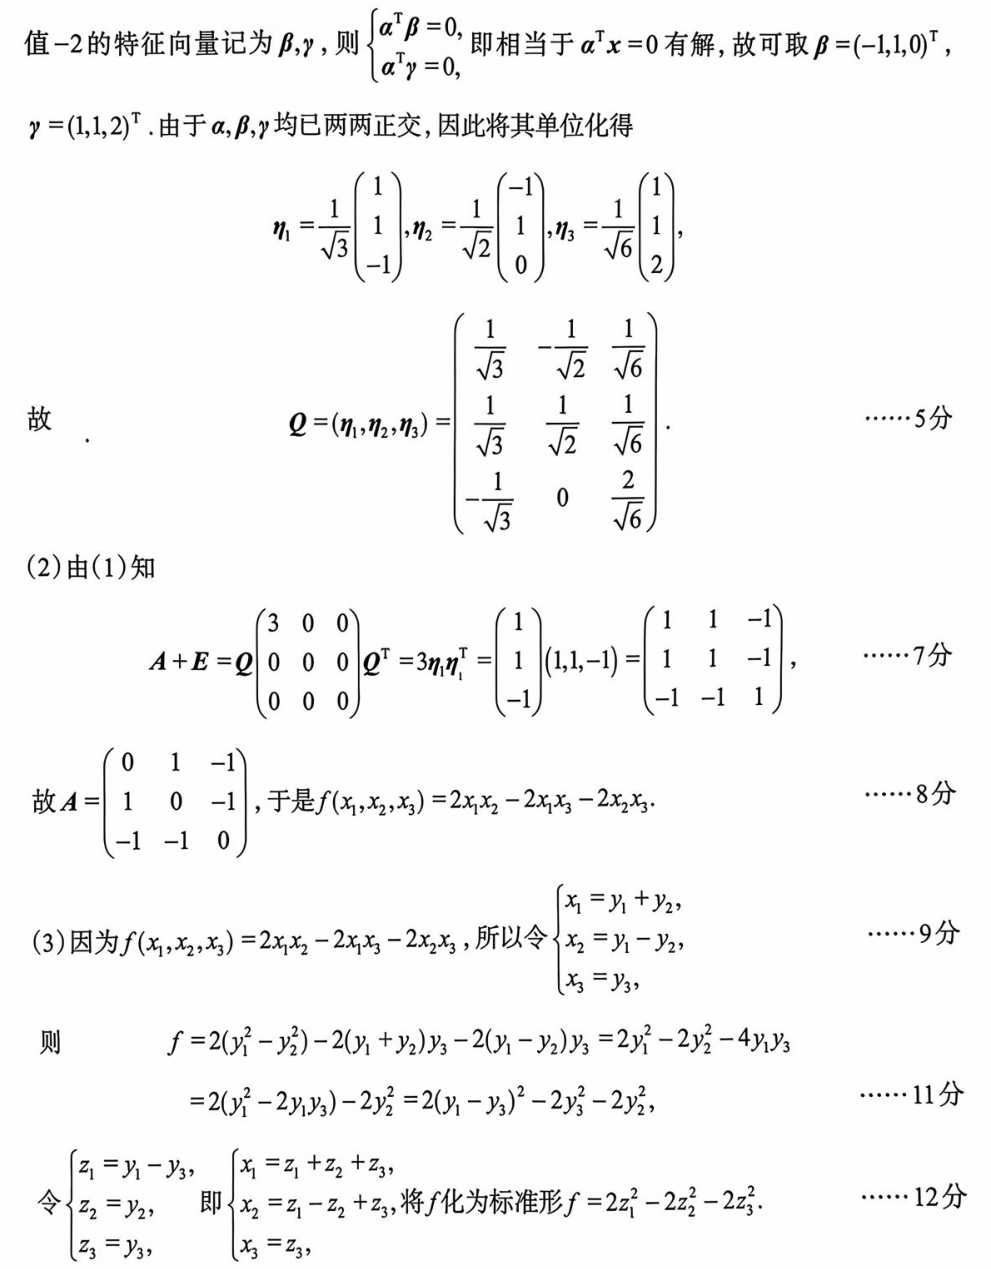 值-2的特征向量记为β,γ,则{αᵀβ=0, αᵀγ=0, 即相当于αᵀx=0有解,故可取β=(-1,1,0)ᵀ,
γ=(1,1,2)ᵀ.由于α,β,γ均已两两正交,因此将其单位化得
η₁=1/√3(1 1 -1),η₂=1/√2(-1 1 0),η₃=1/√6(1 1 2),
故 Q=(η₁,η₂,η₃)=(1/√3 -1/√2 1/√6; 1/√3 1/√2 1/√6; -1/√3 0 2/√6). ……5分
(2)由(1)知
A+E=Q(3 0 0; 0 0 0; 0 0 0)Qᵀ=3η₁η₁ᵀ=(1 1 -1)(1,1,-1)=(1 1 -1; 1 1 -1; -1 -1 1), ……7分
故A=(0 1 -1; 1 0 -1; -1 -1 0),于是f(x₁,x₂,x₃)=2x₁x₂-2x₁x₃-2x₂x₃. ……8分
(3)因为f(x₁,x₂,x₃)=2x₁x₂-2x₁x₃-2x₂x₃,所以令{x₁=y₁+y₂, x₂=y₁-y₂, x₃=y₃, ……9分
则 f=2(y₁²-y₂²)-2(y₁+y₂)y₃-2(y₁-y₂)y₃=2y₁²-2y₂²-4y₁y₃
=2(y₁²-2y₁y₃)-2y₂²=2(y₁-y₃)²-2y₃²-2y₂², ……11分
令{z₁=y₁-y₃, z₂=y₂, z₃=y₃, 即{x₁=z₁+z₂+z₃, x₂=z₁-z₂+z₃, x₃=z₃, 将f化为标准形f=2z₁²-2z₂²-2z₃². ……12分